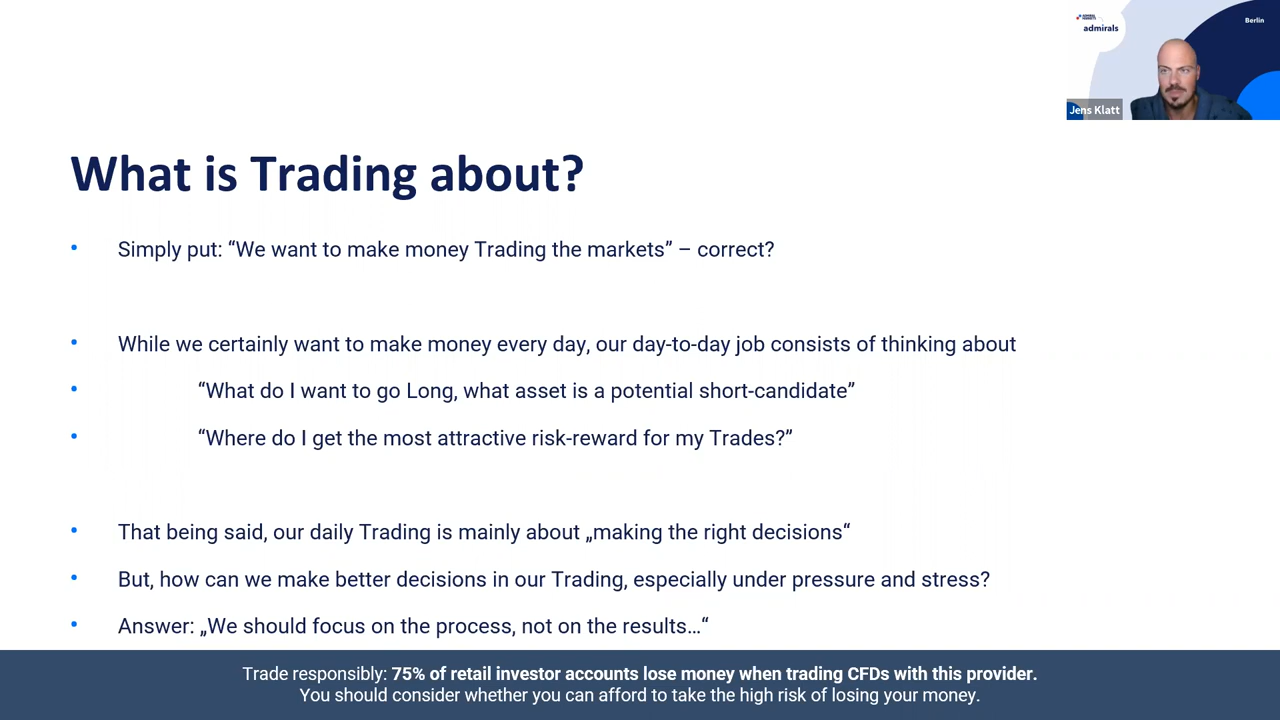 ADMIRAL MARKETS
admirals
Berlin
Jens Klatt
What is Trading about?
• Simply put: “We want to make money Trading the markets” – correct?
• While we certainly want to make money every day, our day-to-day job consists of thinking about
• “What do I want to go Long, what asset is a potential short-candidate”
• “Where do I get the most attractive risk-reward for my Trades?”
• That being said, our daily Trading is mainly about „making the right decisions“
• But, how can we make better decisions in our Trading, especially under pressure and stress?
• Answer: „We should focus on the process, not on the results…“
Trade responsibly: 75% of retail investor accounts lose money when trading CFDs with this provider.
You should consider whether you can afford to take the high risk of losing your money.